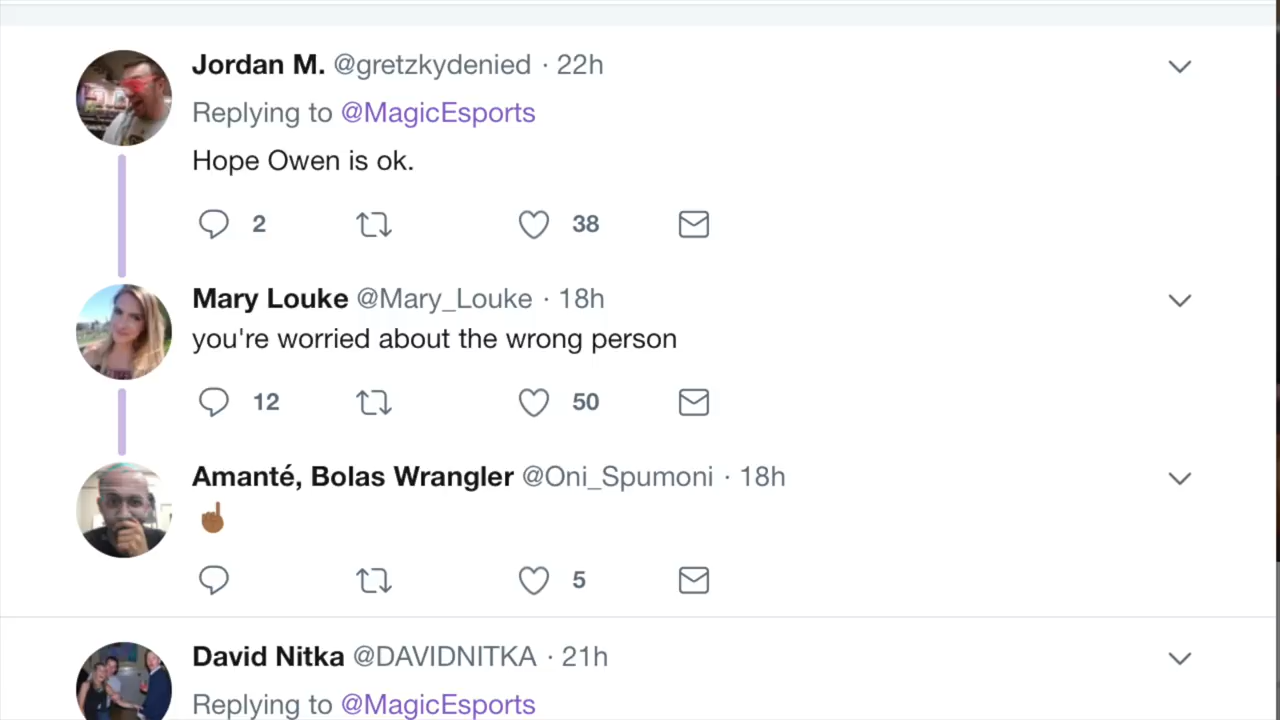 Jordan M. @gretzkydenied · 22h
Replying to @MagicEsports
Hope Owen is ok.
2 38
Mary Louke @Mary_Louke · 18h
you're worried about the wrong person
12 50
Amanté, Bolas Wrangler @Oni_Spumoni · 18h
☝🏾
5
David Nitka @DAVIDNITKA · 21h
Replying to @MagicEsports